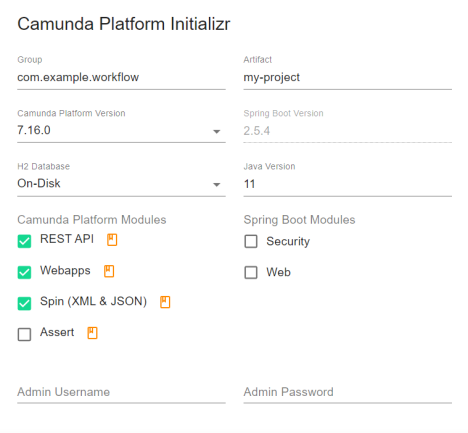 Camunda Platform Initializr
Group
Artifact
com.example.workflow
my-project
Camunda Platform Version
Spring Boot Version
7.16.0
2.5.4
H2 Database
Java Version
On-Disk
11
Camunda Platform Modules
Spring Boot Modules
REST API
Security
Webapps
Web
Spin (XML & JSON)
Assert
Admin Username
Admin Password